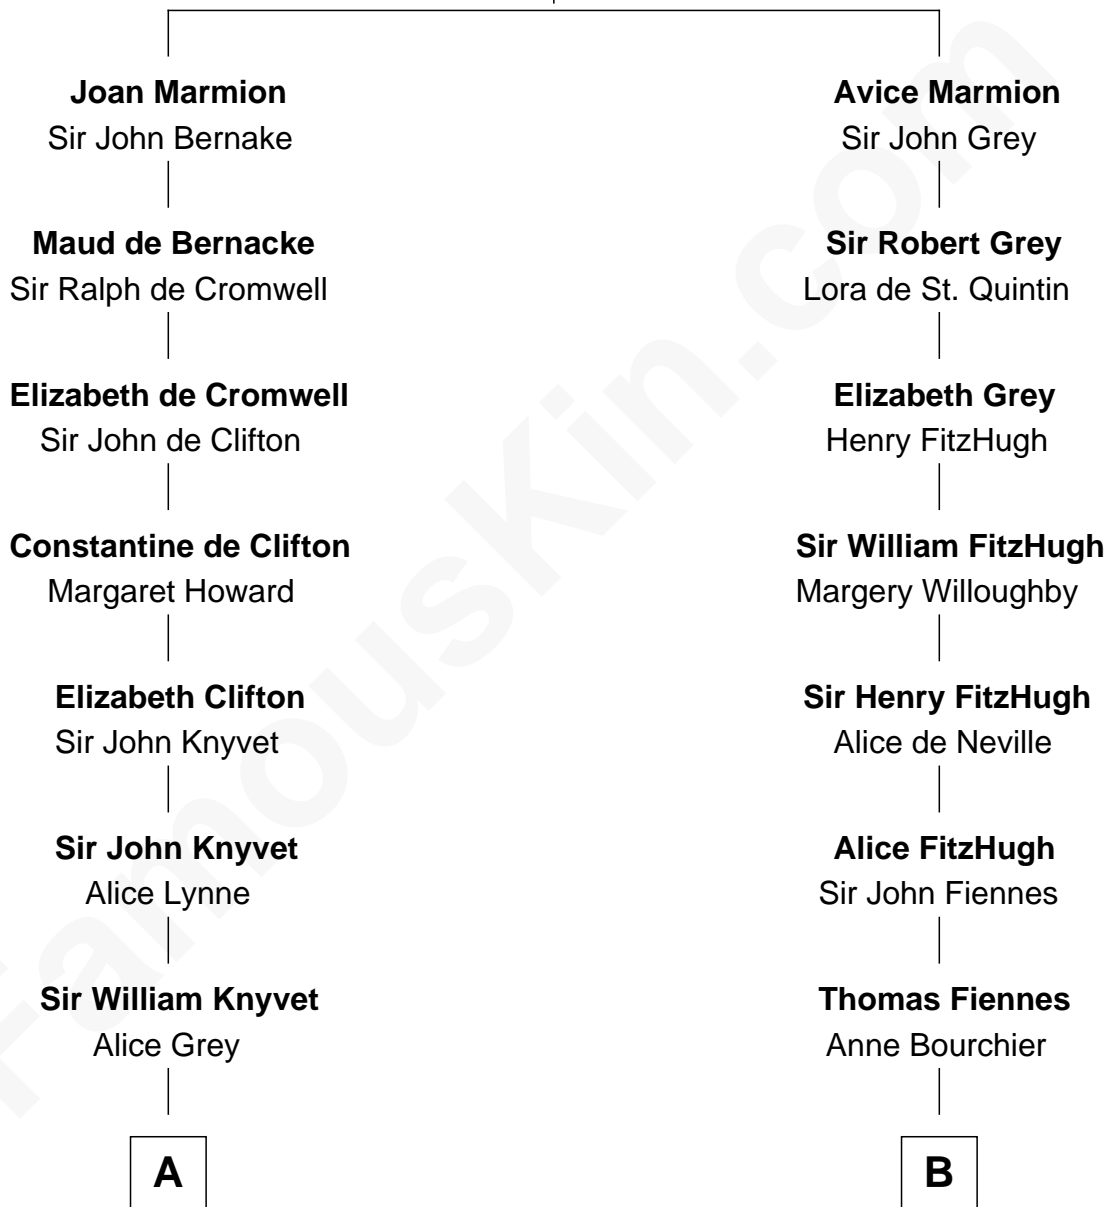 Joan Marmion
Sir John Bernake
Maud de Bernacke
Sir Ralph de Cromwell
Elizabeth de Cromwell
Sir John de Clifton
Constantine de Clifton
Margaret Howard
Elizabeth Clifton
Sir John Knyvet
Sir John Knyvet
Alice Lynne
Sir William Knyvet
Alice Grey
A
Avice Marmion
Sir John Grey
Sir Robert Grey
Lora de St. Quintin
Elizabeth Grey
Henry FitzHugh
Sir William FitzHugh
Margery Willoughby
Sir Henry FitzHugh
Alice de Neville
Alice FitzHugh
Sir John Fiennes
Thomas Fiennes
Anne Bourchier
B
FamousKin.com